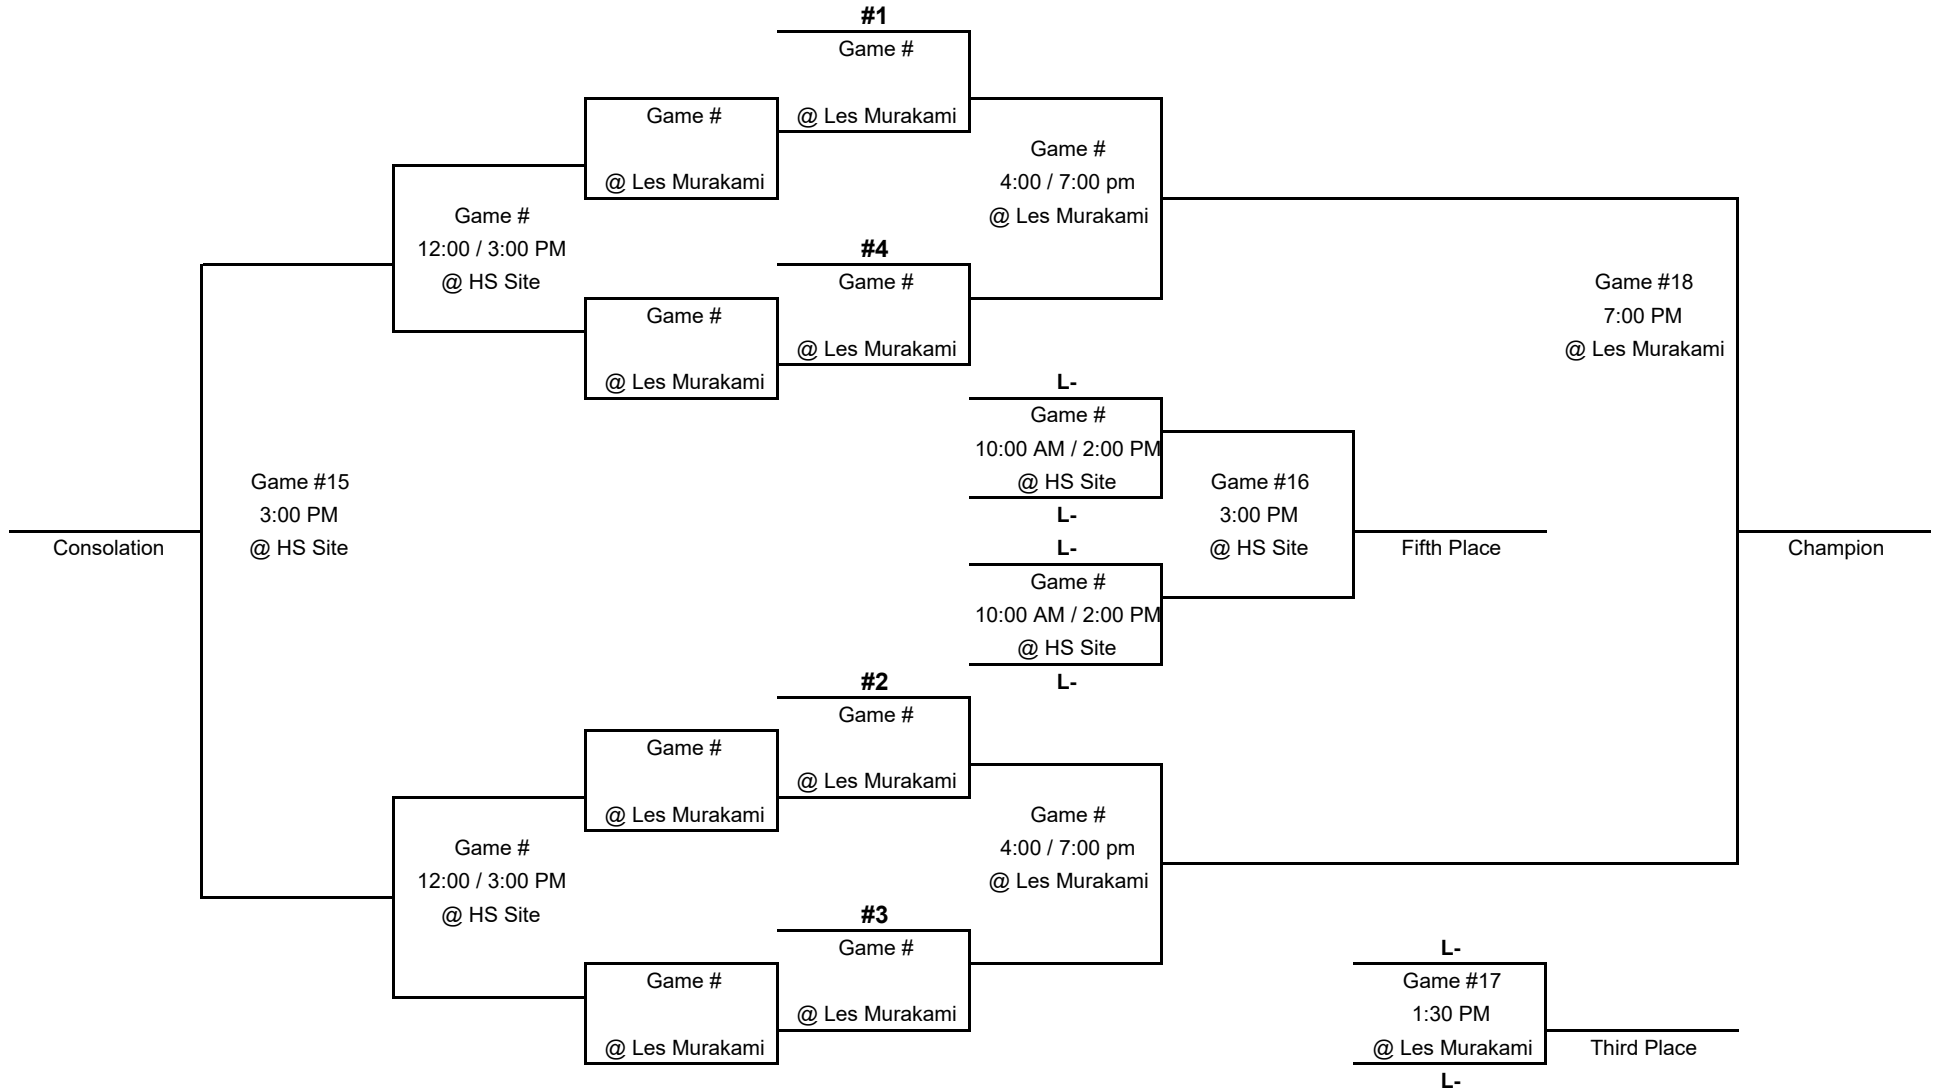 #1
Game #
@ Les Murakami
Game #
@ Les Murakami
Game #
4:00 / 7:00 pm
@ Les Murakami
Game #
12:00 / 3:00 PM
@ HS Site
#4
Game #
@ Les Murakami
Game #
@ Les Murakami
Game #18
7:00 PM
@ Les Murakami
L-
Game #
10:00 AM / 2:00 PM
@ HS Site
L-
L-
Game #
10:00 AM / 2:00 PM
@ HS Site
L-
Game #15
3:00 PM
@ HS Site
Consolation
Game #16
3:00 PM
@ HS Site
Fifth Place
Champion
#2
Game #
@ Les Murakami
Game #
@ Les Murakami
Game #
4:00 / 7:00 pm
@ Les Murakami
Game #
12:00 / 3:00 PM
@ HS Site
#3
Game #
@ Les Murakami
Game #
@ Les Murakami
L-
Game #17
1:30 PM
@ Les Murakami
L-
Third Place